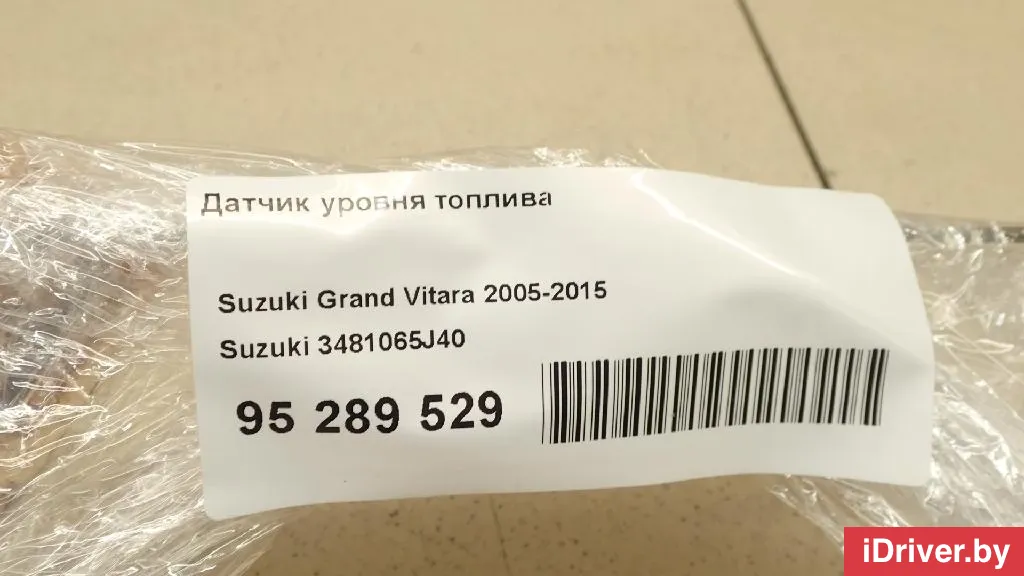 Датчик уровня топлива
Suzuki Grand Vitara 2005-2015
Suzuki 3481065J40
95 289 529
iDriver.by